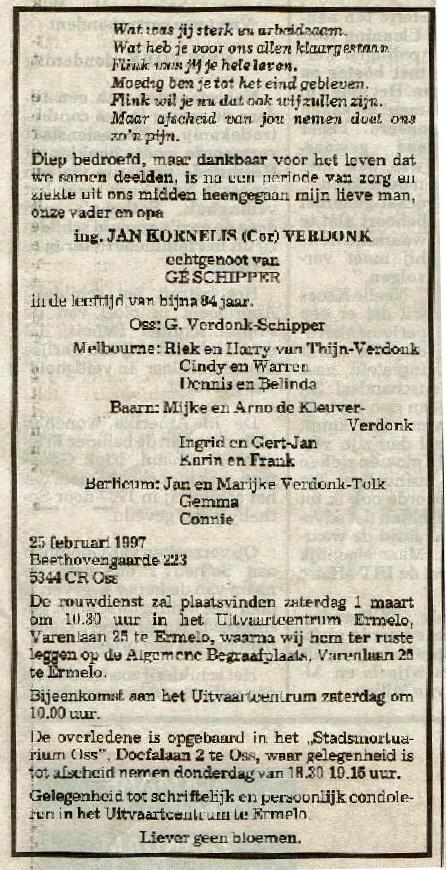 Wat was jij sterk en arbeidzaam.
Wat heb je voor ons allen klaargestaan.
Flink was jij je hele leven.
Moedig ben je tot het eind gebleven.
Flink wil je nu dat ook wij zullen zijn.
Maar afscheid van jou nemen doet ons
zo'n pijn.
Diep bedroefd, maar dankbaar voor het leven dat
we samen deelden, is na een periode van zorg en
ziekte uit ons midden heengegaan mijn lieve man,
onze vader en opa
ing. JAN KORNELIS (Cor) VERDONK
echtgenoot van
GÉ SCHIPPER
in de leeftijd van bijna 84 jaar.
Oss: G. Verdonk-Schipper
Melbourne: Riek en Harry van Thijn-Verdonk
Cindy en Warren
Dennis en Belinda
Baarn: Mijke en Arno de Kleuver-
Verdonk
Ingrid en Gert-Jan
Karin en Frank
Berlicum: Jan en Marijke Verdonk-Tolk
Gemma
Connie
25 februari 1997
Beethovengaarde 223
5344 CR Oss
De rouwdienst zal plaatsvinden zaterdag 1 maart
om 10.30 uur in het Uitvaartcentrum Ermelo,
Varenlaan 25 te Ermelo, waarna wij hem ter ruste
leggen op de Algemene Begraafplaats, Varenlaan 25
te Ermelo.
Bijeenkomst aan het Uitvaartcentrum zaterdag om
10.00 uur.
De overledene is opgebaard in het „Stadsmortua-
rium Oss", Docfalaan 2 te Oss, waar gelegenheid is
tot afscheid nemen donderdag van 18.30 19.15 uur.
Gelegenheid tot schriftelijk en persoonlijk condole-
ren in het Uitvaartcentrum te Ermelo.
Liever geen bloemen.